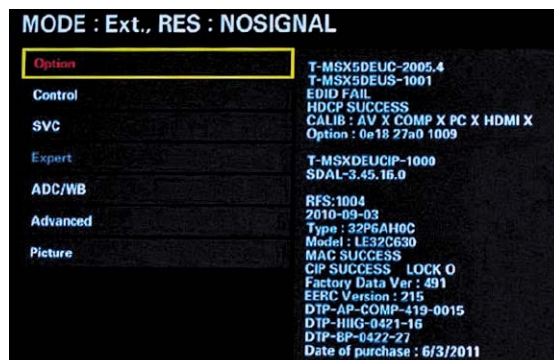 MODE : Ext., RES : NOSIGNAL
Option
Control
SVC
Expert
ADC/WB
Advanced
Picture
T-MSX5DEUC-2005.4
T-MSX5DEUS-1001
EDID FAIL
HDCP SUCCESS
CALIB : AV X COMP X PC X HDMI X
Option : 0e18 27a0 1009
T-MSXDEUCIP-1000
SDAL-3.45.16.0
RFS:1004
2010-09-03
Type : 32P6AH0C
Model : LE32C630
MAC SUCCESS
CIP SUCCESS LOCK O
Factory Data Ver : 491
EERC Version : 215
DTP-AP-COMP-419-0015
DTP-HIIG-0421-16
DTP-BP-0422-27
Date of purchase : 6/3/2011